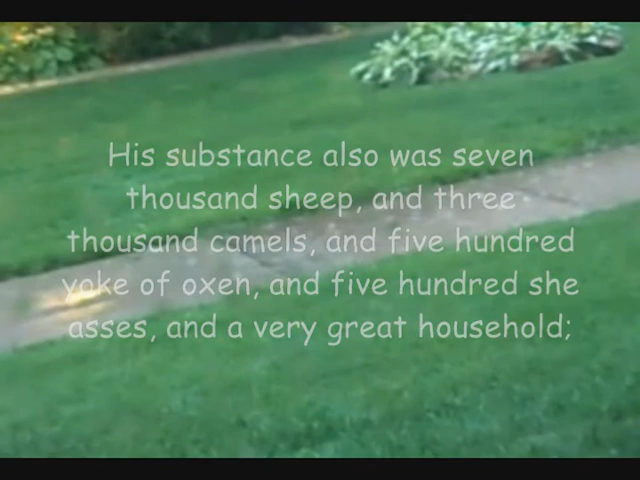 His substance also was seven
thousand sheep, and three
thousand camels, and five hundred
yoke of oxen, and five hundred she
asses, and a very great household;